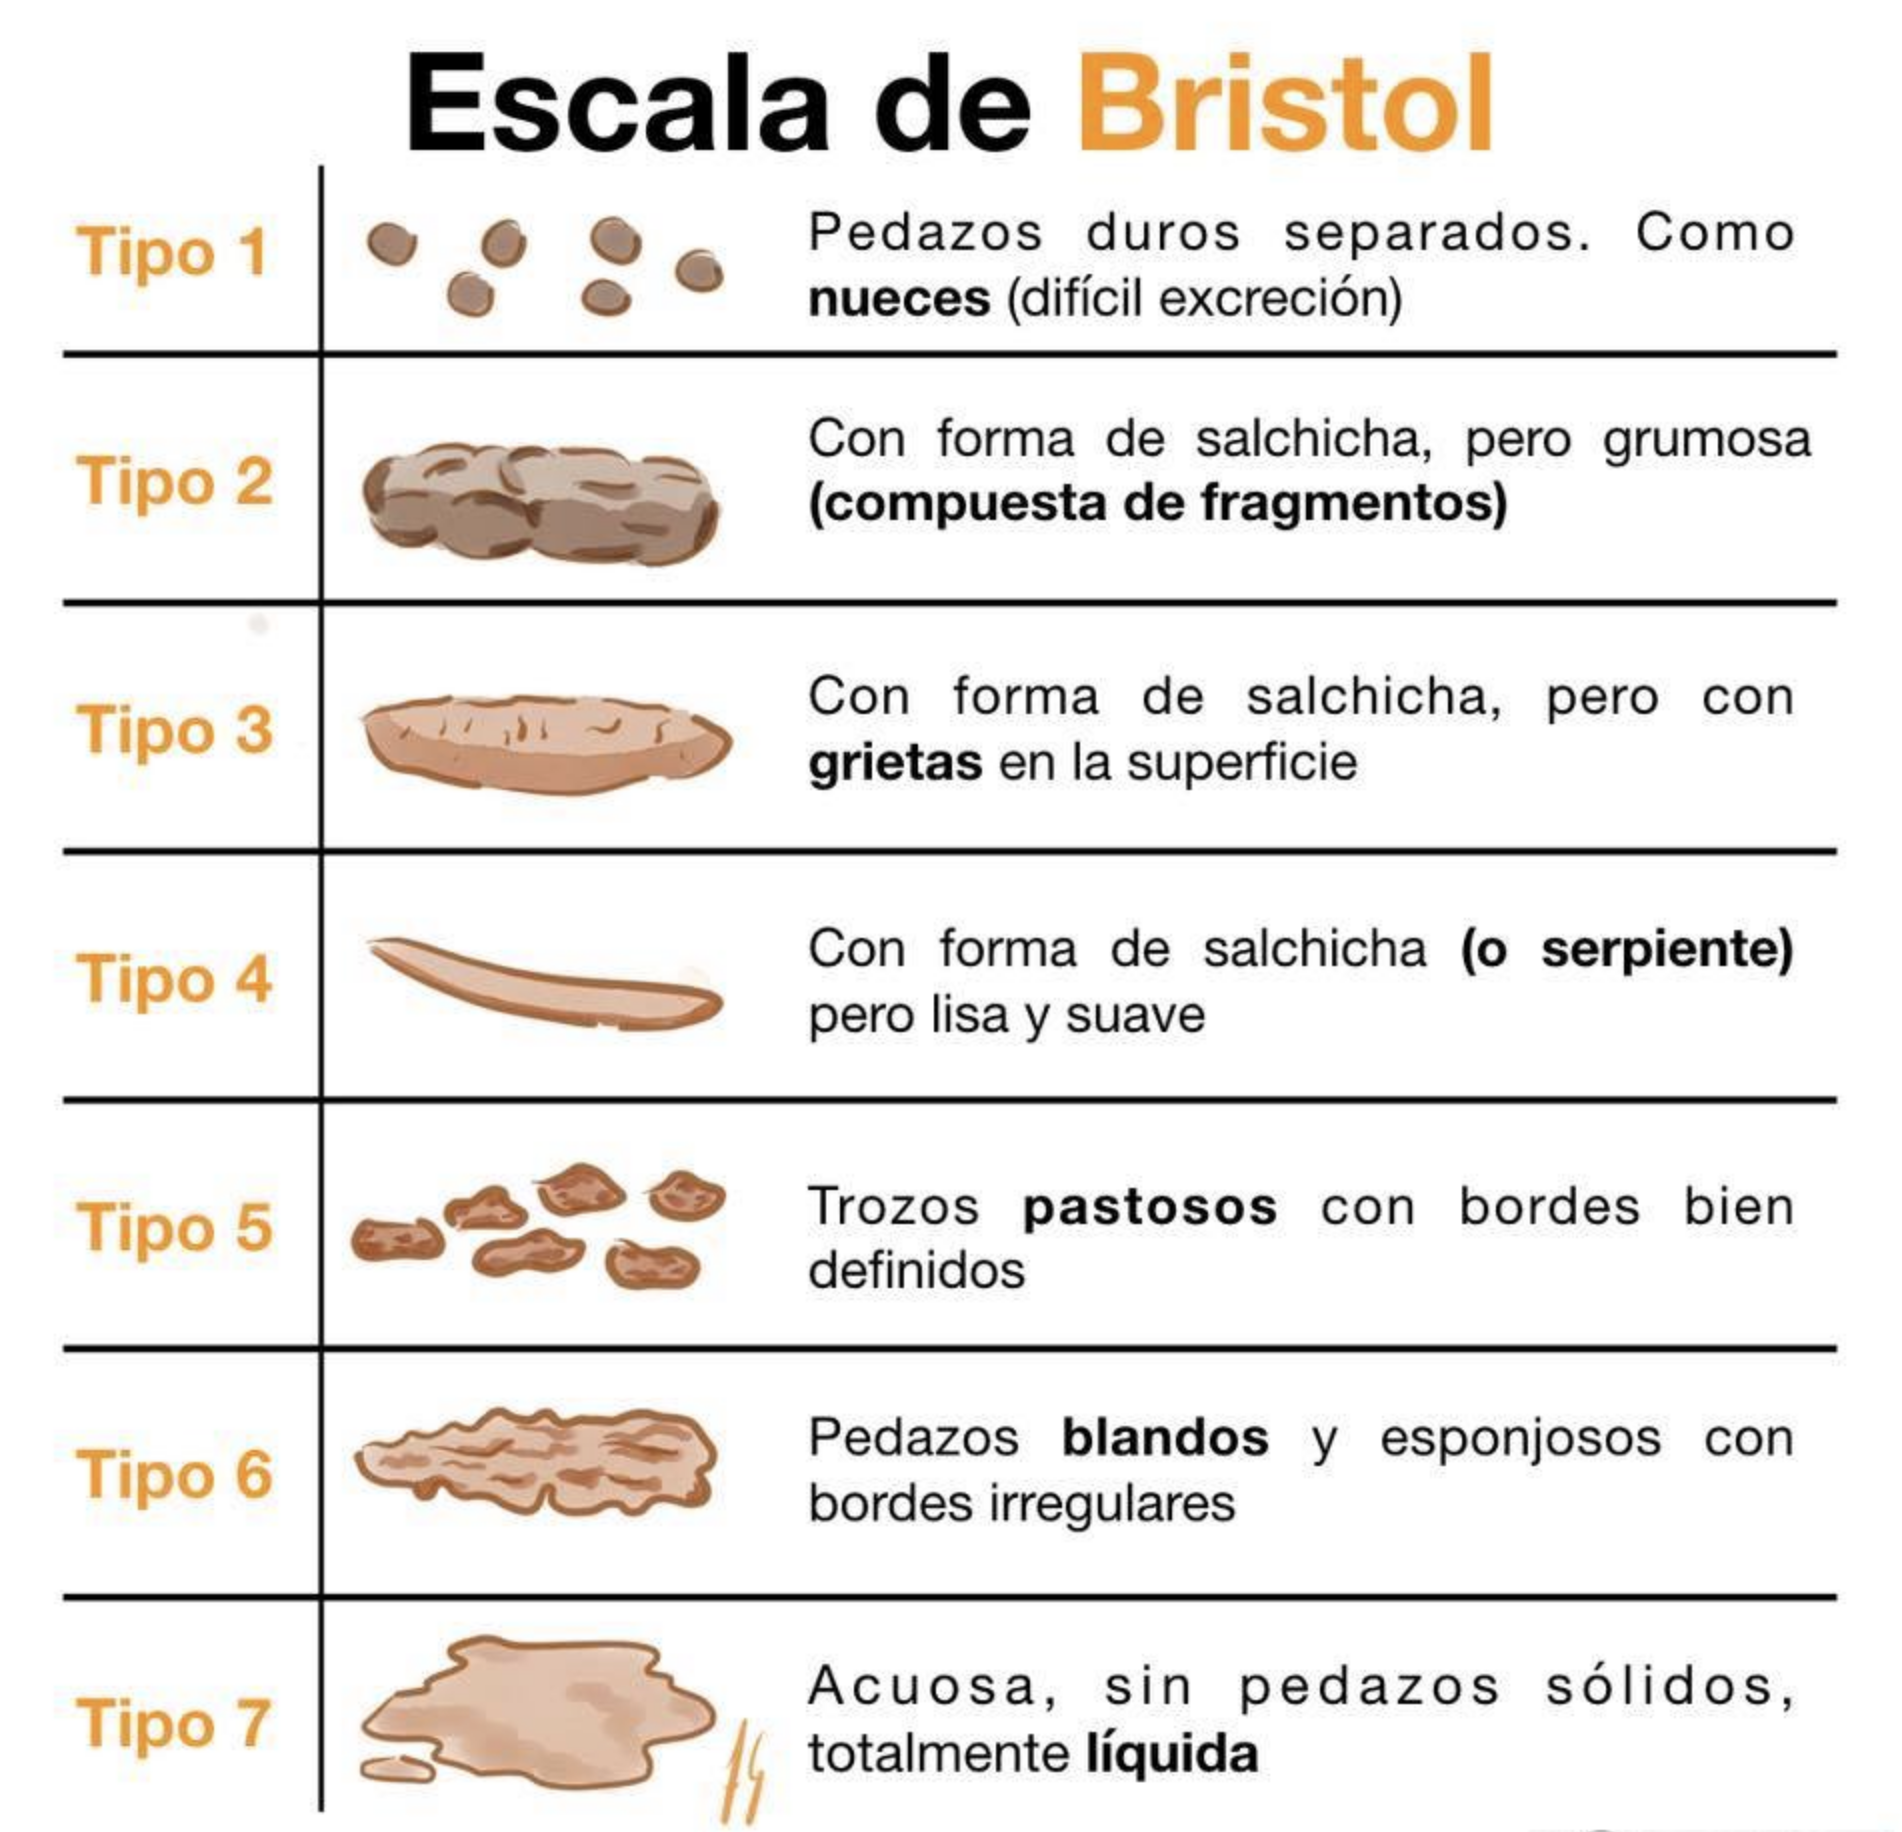 Escala de Bristol
Tipo 1
Pedazos duros separados. Como
nueces (difícil excreción)
Tipo 2
Con forma de salchicha, pero grumosa
(compuesta de fragmentos)
Tipo 3
Con forma de salchicha, pero con
grietas en la superficie
Tipo 4
Con forma de salchicha (o serpiente)
pero lisa y suave
Tipo 5
Trozos pastosos con bordes bien
definidos
Tipo 6
Pedazos blandos y esponjosos con
bordes irregulares
Tipo 7
Acuosa, sin pedazos sólidos,
totalmente líquida